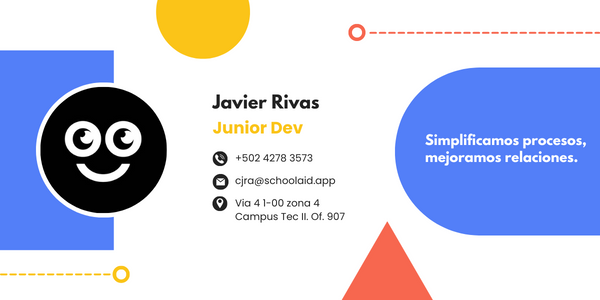 Javier Rivas
Junior Dev
+502 4278 3573
cjra@schoolaid.app
Via 4 1-00 zona 4
Campus Tec II. Of. 907
Simplificamos procesos,
mejoramos relaciones.